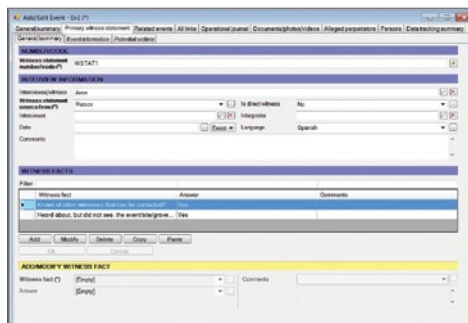 Add/Edit Event - Ev1 (*)
General/summary Primary witness statement Related events All links Operational journal Documents/photos/videos Alleged perpetrators Persons Data tracking summary
General/summary Event information Potential victims
NUMBER/CODE
Witness statement number/code (*) WSTAT1
INTERVIEW INFORMATION
Interviewee/witness Jose
Witness statement source/from (*) Person Is direct witness No
Interviewer Interpreter
Date Exact Language Spanish
Comments
WITNESS FACTS
Filter
Witness fact Answer Comments
Knows of other witnesses that can be contacted? Yes
Heard about, but did not see, the event/site/grave... Yes
Add Modify Delete Copy Paste
Ok Cancel
ADD/MODIFY WITNESS FACT
Witness fact (*) [Empty] Comments
Answer [Empty]